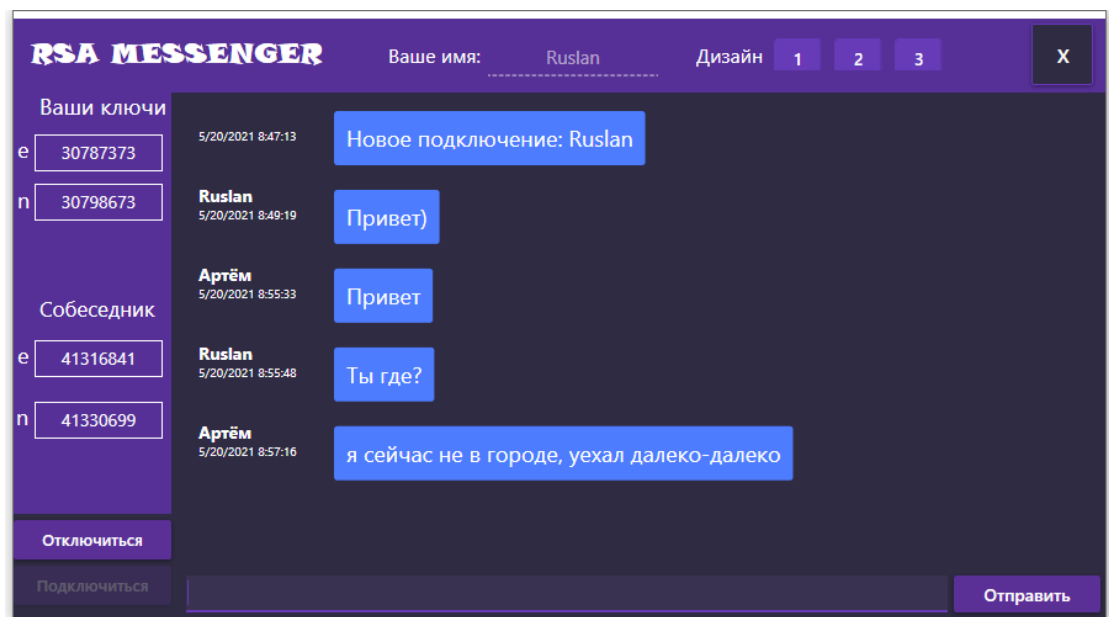 RSA MESSENGER
Ваше имя: Ruslan
Дизайн 1 2 3
X
Ваши ключи
e 30787373
n 30798673
Собеседник
e 41316841
n 41330699
Отключиться
Подключиться
5/20/2021 8:47:13
Новое подключение: Ruslan
Ruslan
5/20/2021 8:49:19
Привет)
Артём
5/20/2021 8:55:33
Привет
Ruslan
5/20/2021 8:55:48
Ты где?
Артём
5/20/2021 8:57:16
я сейчас не в городе, уехал далеко-далеко
Отправить